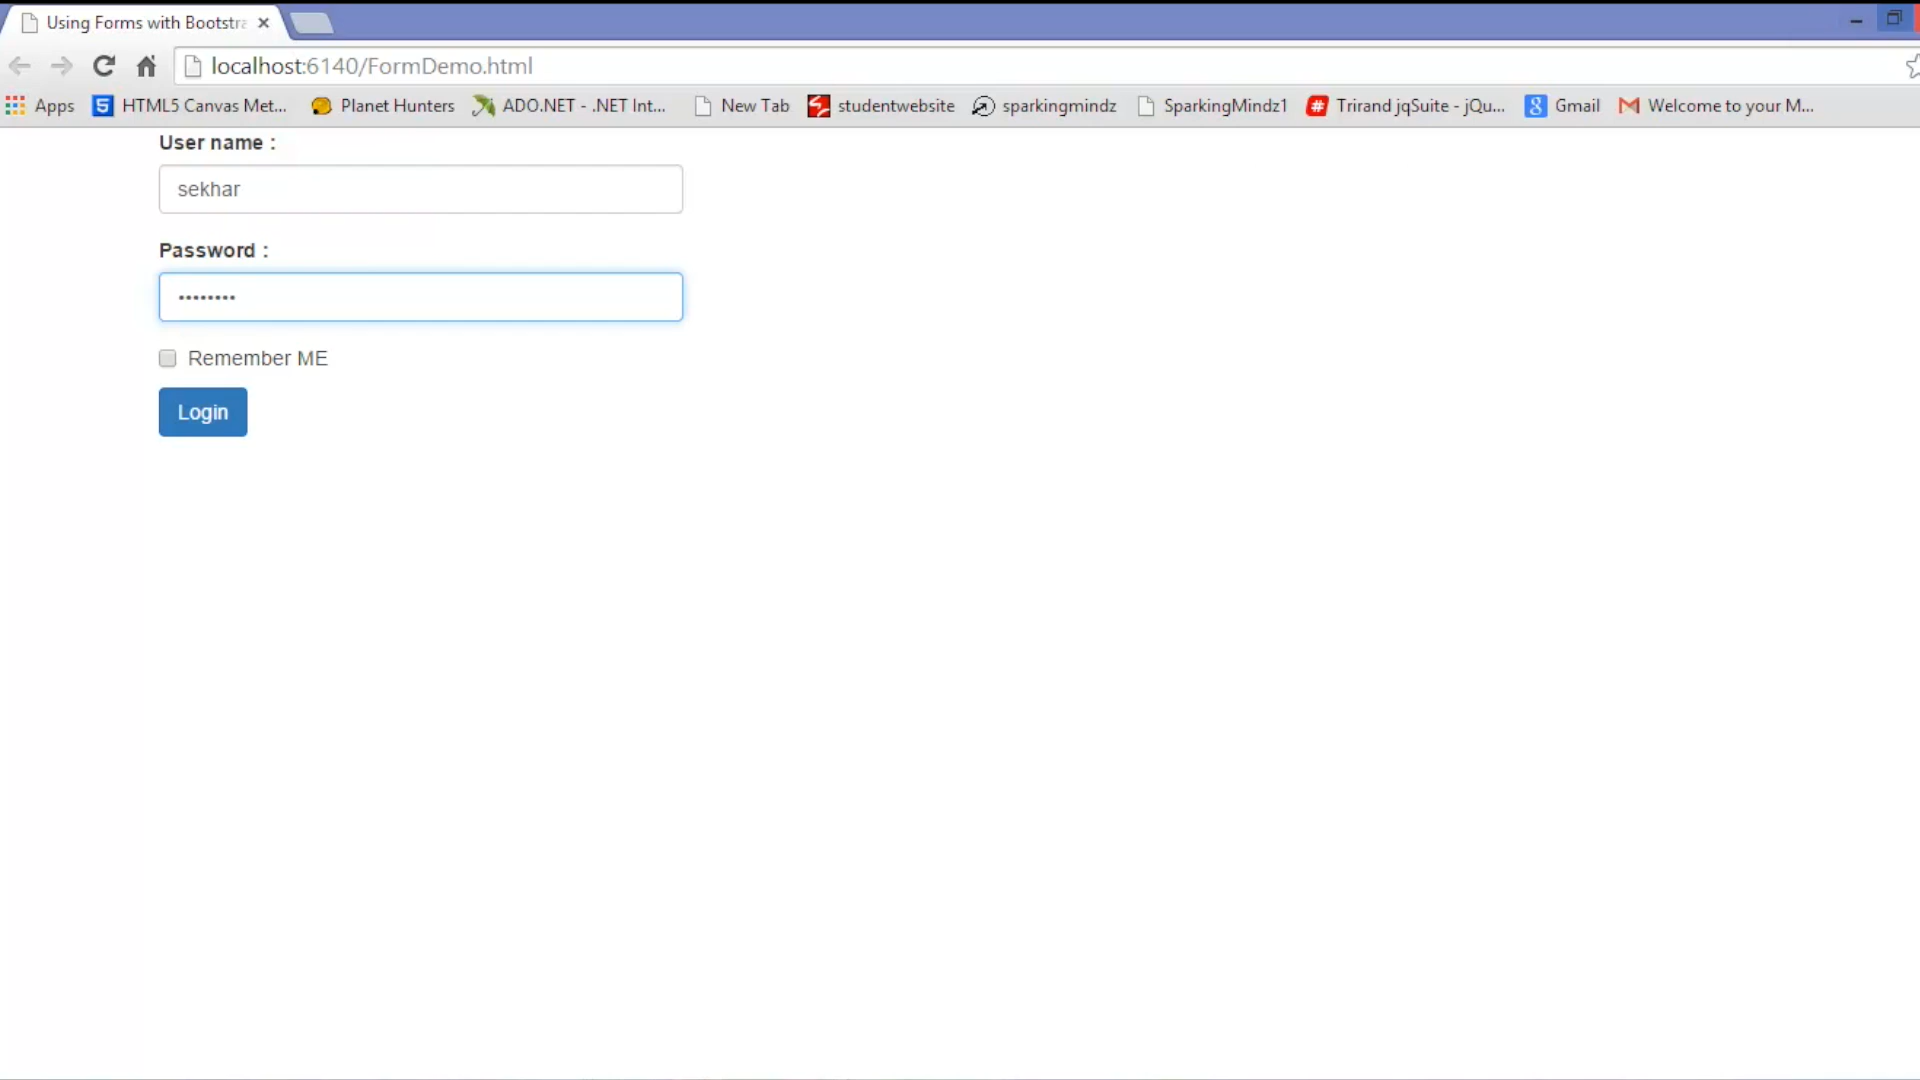 Using Forms with Bootstra
localhost:6140/FormDemo.html
Apps HTML5 Canvas Met... Planet Hunters ADO.NET - .NET Int... New Tab studentwebsite sparkingmindz SparkingMindz1 Trirand jqSuite - jQu... Gmail Welcome to your M...
User name :
sekhar
Password :
••••••••
Remember ME
Login